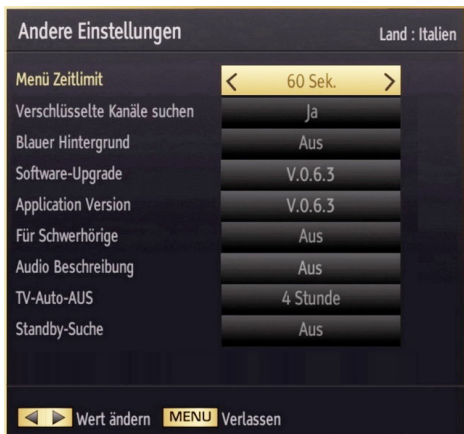 Andere Einstellungen Land : Italien
Menü Zeitlimit 60 Sek.
Verschlüsselte Kanäle suchen Ja
Blauer Hintergrund Aus
Software-Upgrade V.0.6.3
Application Version V.0.6.3
Für Schwerhörige Aus
Audio Beschreibung Aus
TV-Auto-AUS 4 Stunde
Standby-Suche Aus
Wert ändern MENU Verlassen